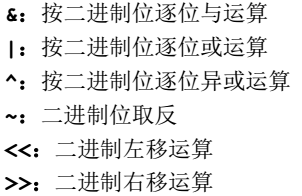 &：按二进制位逐位与运算
|：按二进制位逐位或运算
^：按二进制位逐位异或运算
~：二进制位取反
<<：二进制左移运算
>>：二进制右移运算